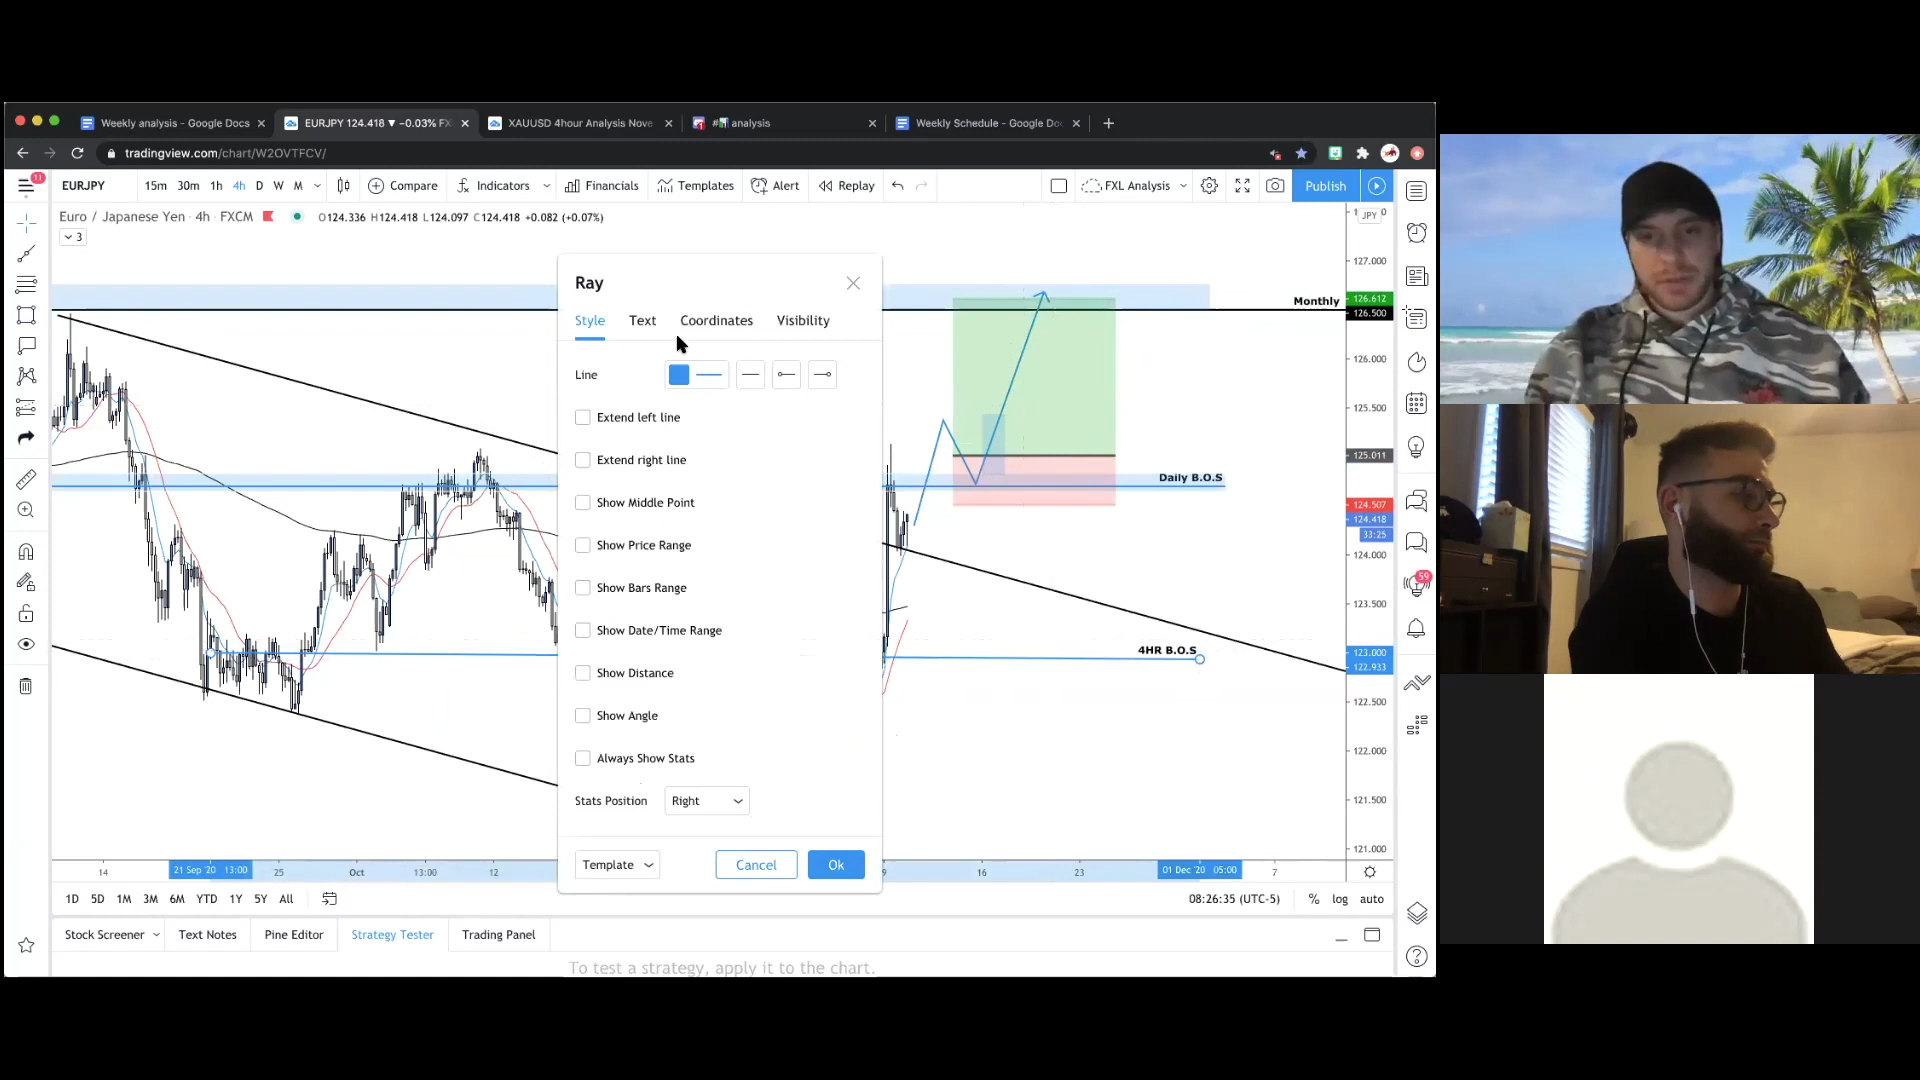 Weekly analysis - Google Docs
EURJPY 124.418 ▼ −0.03% FX
XAUUSD 4hour Analysis Nove
analysis
Weekly Schedule - Google Do
tradingview.com/chart/W2OVTFCV/
11
EURJPY
15m 30m 1h 4h D W M
Compare
Indicators
Financials
Templates
Alert
Replay
FXL Analysis
Publish
Euro / Japanese Yen · 4h · FXCM
O124.336 H124.418 L124.097 C124.418 +0.082 (+0.07%)
3
JPY
127.000
126.612
126.500
126.000
125.500
125.011
124.507
124.418
33:25
124.000
123.500
123.000
122.933
122.500
122.000
121.500
121.000
Monthly
Daily B.O.S
4HR B.O.S
59
Ray
Style
Text
Coordinates
Visibility
Line
Extend left line
Extend right line
Show Middle Point
Show Price Range
Show Bars Range
Show Date/Time Range
Show Distance
Show Angle
Always Show Stats
Stats Position
Right
Template
Cancel
Ok
14
21 Sep '20 13:00
25
Oct
13:00
12
9
16
23
01 Dec '20 05:00
7
1D 5D 1M 3M 6M YTD 1Y 5Y All
08:26:35 (UTC-5)
%
log
auto
Stock Screener
Text Notes
Pine Editor
Strategy Tester
Trading Panel
To test a strategy, apply it to the chart.